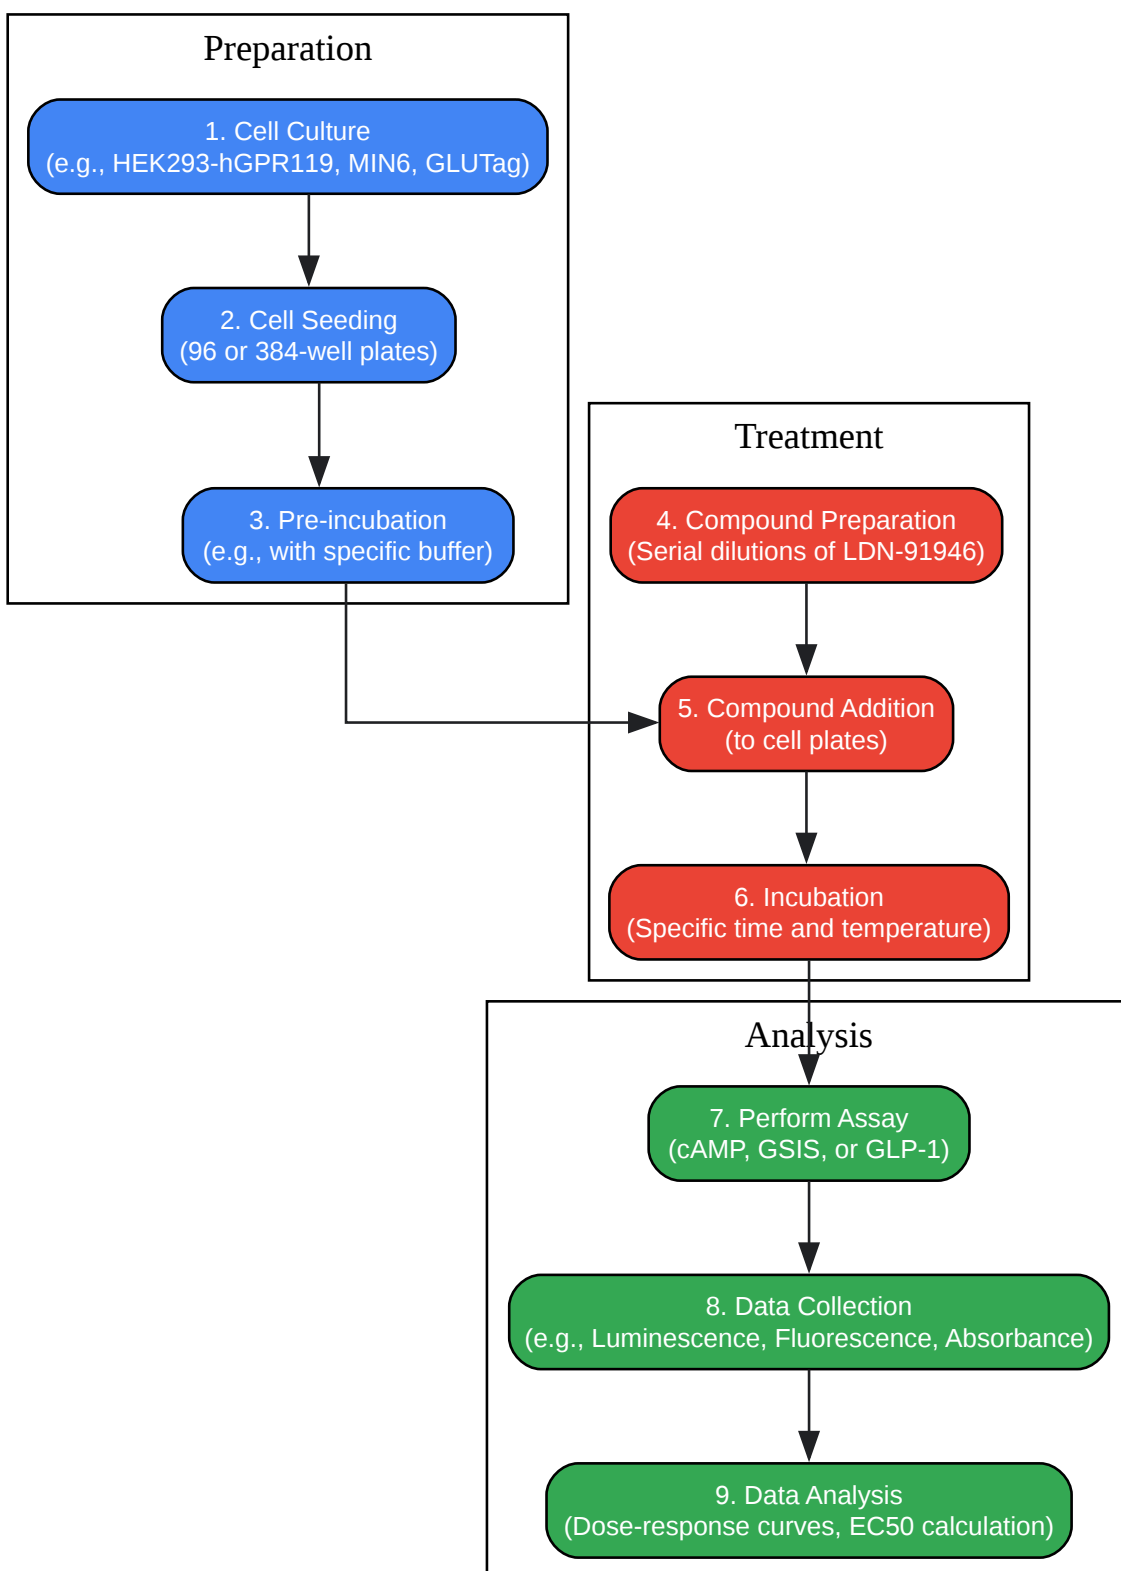 Preparation
1. Cell Culture
(e.g., HEK293-hGPR119, MIN6, GLUTag)
2. Cell Seeding
(96 or 384-well plates)
3. Pre-incubation
(e.g., with specific buffer)
Treatment
4. Compound Preparation
(Serial dilutions of LDN-91946)
5. Compound Addition
(to cell plates)
6. Incubation
(Specific time and temperature)
Analysis
7. Perform Assay
(cAMP, GSIS, or GLP-1)
8. Data Collection
(e.g., Luminescence, Fluorescence, Absorbance)
9. Data Analysis
(Dose-response curves, EC50 calculation)